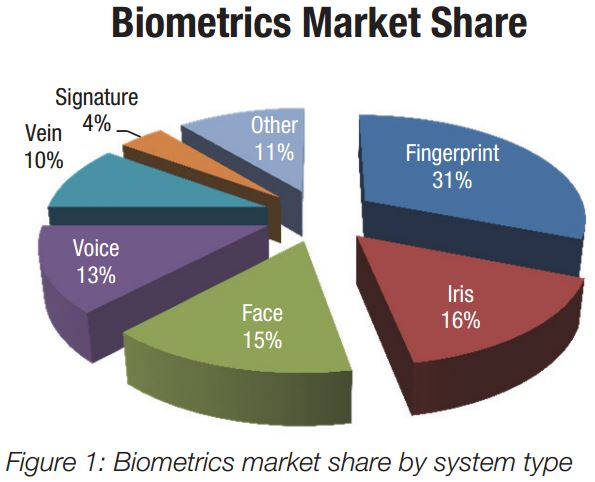 Biometrics Market Share
Signature
4%
Vein
10%
Other
11%
Fingerprint
31%
Voice
13%
Iris
16%
Face
15%
Figure 1: Biometrics market share by system type